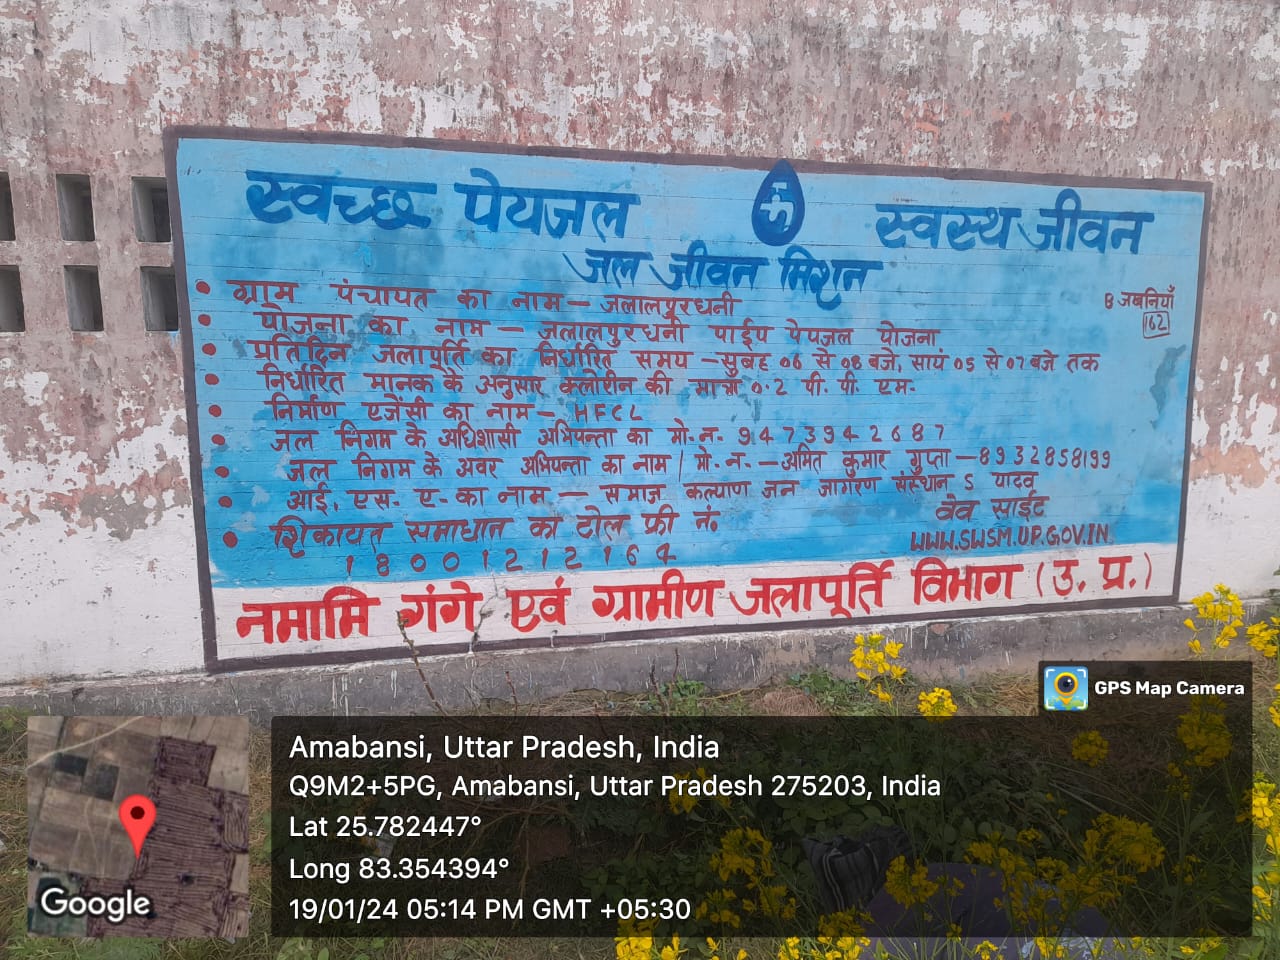 स्वच्छ पेयजल स्वस्थ जीवन
जल जीवन मिशन
ग्राम पंचायत का नाम – जलालपुरधनी
B जखनियाँ
162
योजना का नाम – जलालपुरधनी पाईप पेयजल योजना
प्रतिदिन जलापूर्ति का निर्धारित समय – सुबह 06 से 08 बजे, सायं 05 से 07 बजे तक
निर्धारित मानक के अनुसार क्लोरीन की मात्रा 0.2 पी. पी. एम.
निर्माण एजेंसी का नाम – HFCL
जल निगम के अधिशासी अभियन्ता का मो. न. 9473942687
जल निगम के अवर अभियन्ता का नाम / मो. न. – अमित कुमार गुप्ता – 8932858199
आई. एस. ए. का नाम – समाज कल्याण जन जागरण संस्थान S यादव
शिकायत समाधान का टोल फ्री नं.
18001212164
वेव साईट
WWW.SWSM.UP.GOV.IN
नमामि गंगे एवं ग्रामीण जलापूर्ति विभाग (उ. प्र.)
GPS Map Camera
Amabansi, Uttar Pradesh, India
Q9M2+5PG, Amabansi, Uttar Pradesh 275203, India
Lat 25.782447°
Long 83.354394°
19/01/24 05:14 PM GMT +05:30
Google